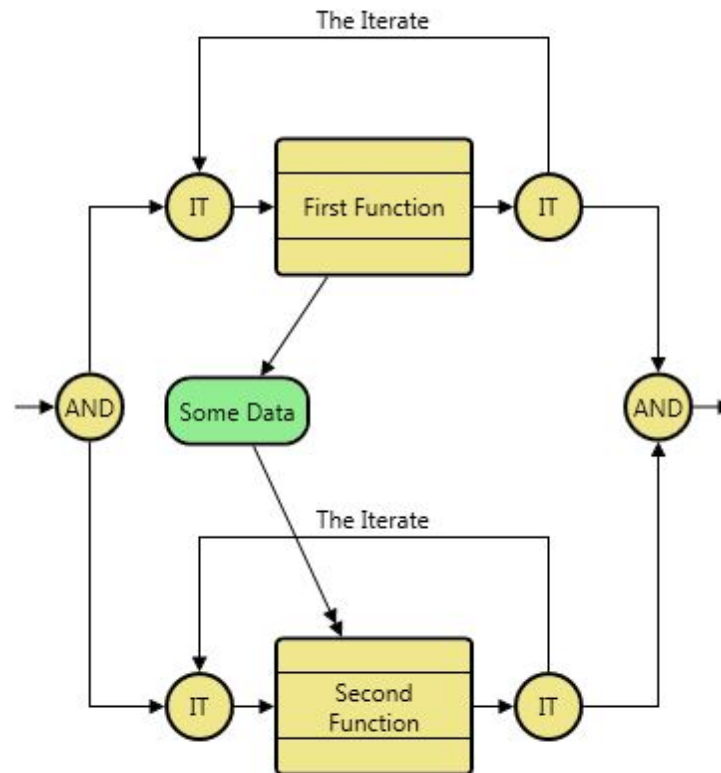 The Iterate
IT
First Function
IT
AND
Some Data
AND
The Iterate
IT
Second
Function
IT